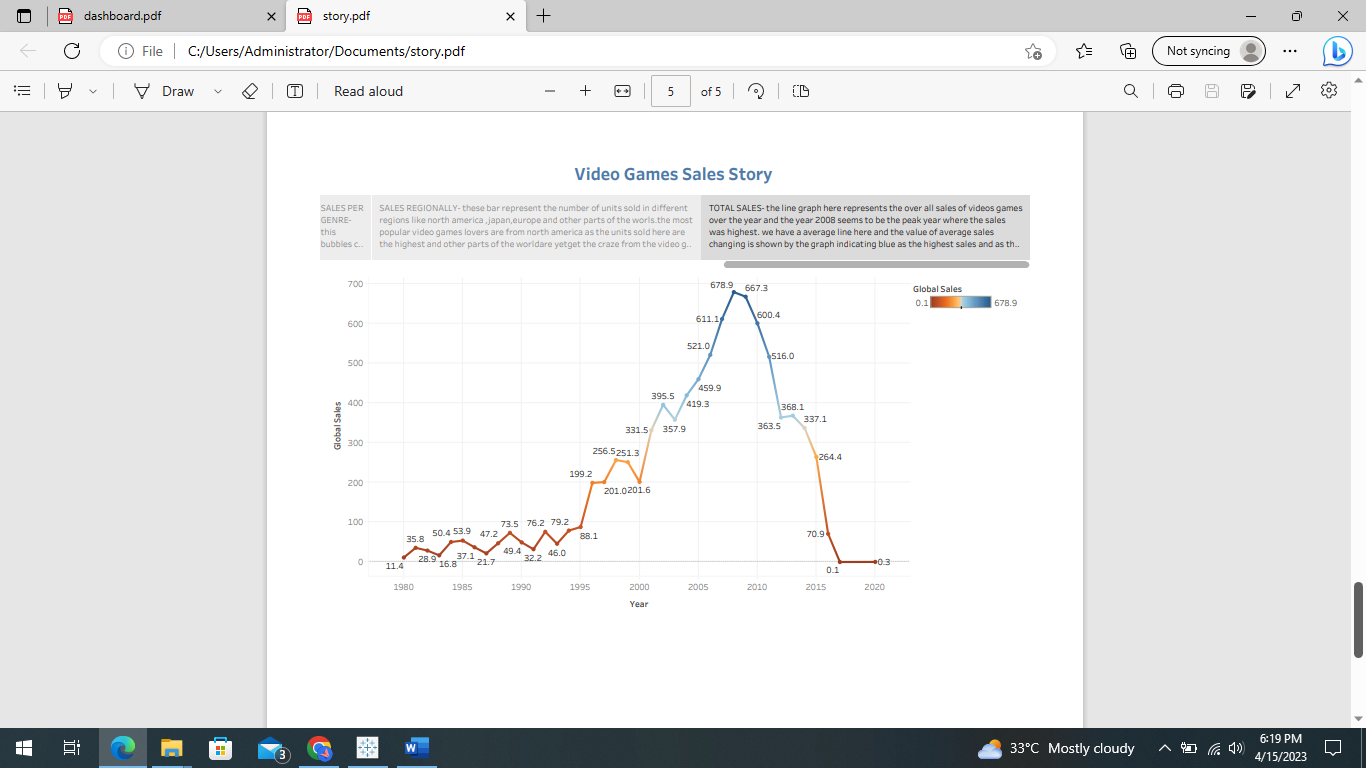 dashboard.pdf
story.pdf
File
C:/Users/Administrator/Documents/story.pdf
Not syncing
Draw
Read aloud
5
of 5
Video Games Sales Story
SALES PER
GENRE-
this
bubbles c..
SALES REGIONALLY- these bar represent the number of units sold in different
regions like north america ,japan,europe and other parts of the worls.the most
popular video games lovers are from north america as the units sold here are
the highest and other parts of the worldare yetget the craze from the video g..
TOTAL SALES- the line graph here represents the over all sales of videos games
over the year and the year 2008 seems to be the peak year where the sales
was highest. we have a average line here and the value of average sales
changing is shown by the graph indicating blue as the highest sales and as th..
Global Sales
0.1
678.9
Global Sales
700
600
500
400
300
200
100
0
11.4
35.8
28.9
16.8
50.4
53.9
37.1
21.7
47.2
73.5
49.4
32.2
76.2
46.0
79.2
88.1
199.2
201.0
256.5
251.3
201.6
331.5
395.5
357.9
419.3
459.9
521.0
611.1
678.9
667.3
600.4
516.0
363.5
368.1
337.1
264.4
70.9
0.1
0.3
1980
1985
1990
1995
2000
2005
2010
2015
2020
Year
3
33°C Mostly cloudy
6:19 PM
4/15/2023